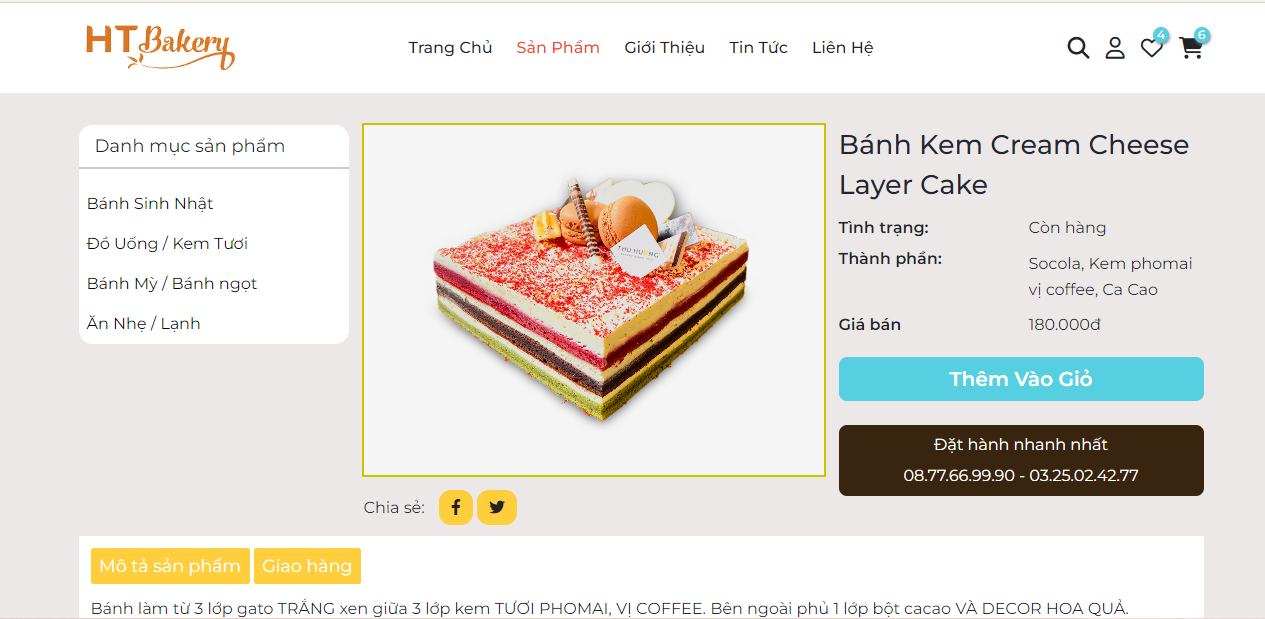 HT Bakery
Trang Chủ Sản Phẩm Giới Thiệu Tin Tức Liên Hệ
4 6
Danh mục sản phẩm
Bánh Sinh Nhật
Đồ Uống / Kem Tươi
Bánh Mỳ / Bánh ngọt
Ăn Nhẹ / Lạnh
THU HƯƠNG
Bánh Kem Cream Cheese
Layer Cake
Tình trạng: Còn hàng
Thành phần: Socola, Kem phomai
vị coffee, Ca Cao
Giá bán 180.000đ
Thêm Vào Giỏ
Đặt hành nhanh nhất
08.77.66.99.90 - 03.25.02.42.77
Chia sẻ:
Mô tả sản phẩm Giao hàng
Bánh làm từ 3 lớp gato TRẮNG xen giữa 3 lớp kem TƯƠI PHOMAI, VỊ COFFEE. Bên ngoài phủ 1 lớp bột cacao VÀ DECOR HOA QUẢ.